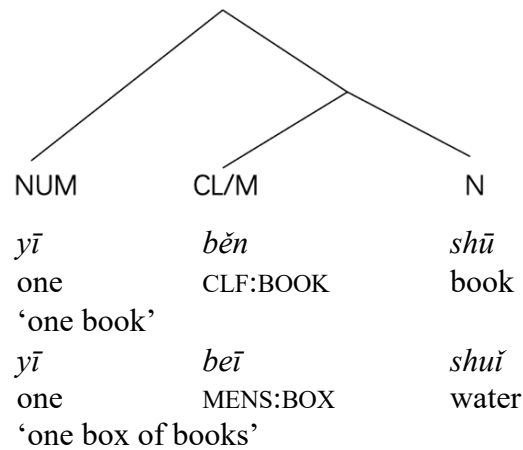 NUM CL/M N
yī běn shū
one CLF:BOOK book
‘one book’
yī beī shuǐ
one MENS:BOX water
‘one box of books’